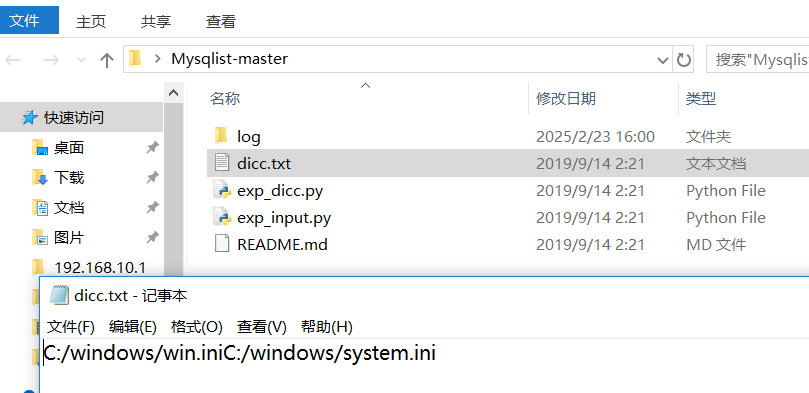 文件 主页 共享 查看
Mysqlist-master 搜索"Mysqlis
名称 修改日期 类型
快速访问
桌面
下载
文档
图片
192.168.10.1
log 2025/2/23 16:00 文件夹
dicc.txt 2019/9/14 2:21 文本文档
exp_dicc.py 2019/9/14 2:21 Python File
exp_input.py 2019/9/14 2:21 Python File
README.md 2019/9/14 2:21 MD 文件
dicc.txt - 记事本
文件(F) 编辑(E) 格式(O) 查看(V) 帮助(H)
C:/windows/win.iniC:/windows/system.ini